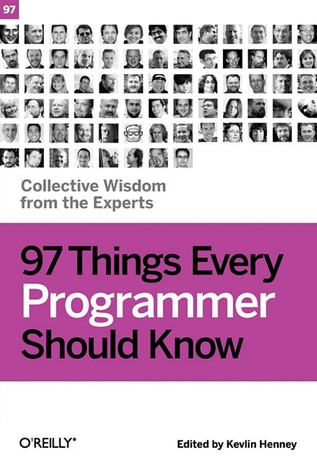 97
Collective Wisdom
from the Experts
97 Things Every
Programmer
Should Know
O'REILLY®
Edited by Kevlin Henney